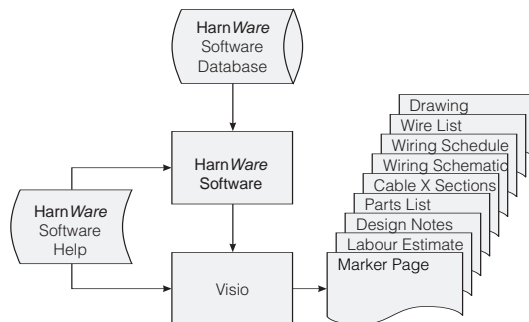 HarnWare
Software
Database
HarnWare
Software
HarnWare
Software
Help
Visio
Drawing
Wire List
Wiring Schedule
Wiring Schematic
Cable X Sections
Parts List
Design Notes
Labour Estimate
Marker Page